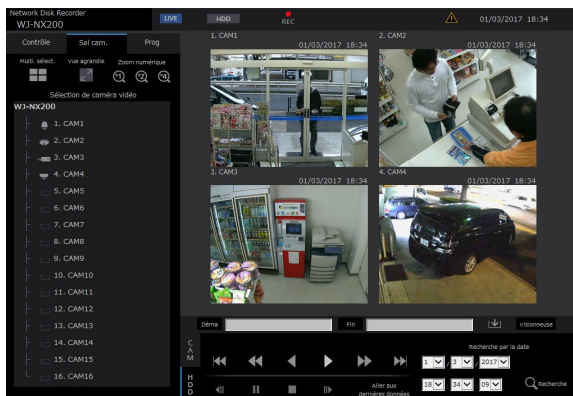 Network Disk Recorder
WJ-NX200
LIVE
HDD
REC
01/03/2017 18:34
Contrôle
Sel cam.
Prog
Multi. sélect.
Vue agrandie
Zoom numérique
x1
x2
x4
Sélection de caméra vidéo
WJ-NX200
1. CAM1
2. CAM2
3. CAM3
4. CAM4
5. CAM5
6. CAM6
7. CAM7
8. CAM8
9. CAM9
10. CAM10
11. CAM11
12. CAM12
13. CAM13
14. CAM14
15. CAM15
16. CAM16
1. CAM1
01/03/2017 18:34
2. CAM2
01/03/2017 18:34
3. CAM3
01/03/2017 18:34
4. CAM4
01/03/2017 18:34
Déma
Fin
Visionneuse
CAM
HDD
Aller aux
dernières données
Recherche par la date
1 / 3 / 2017
18 : 34 : 09
Recherche